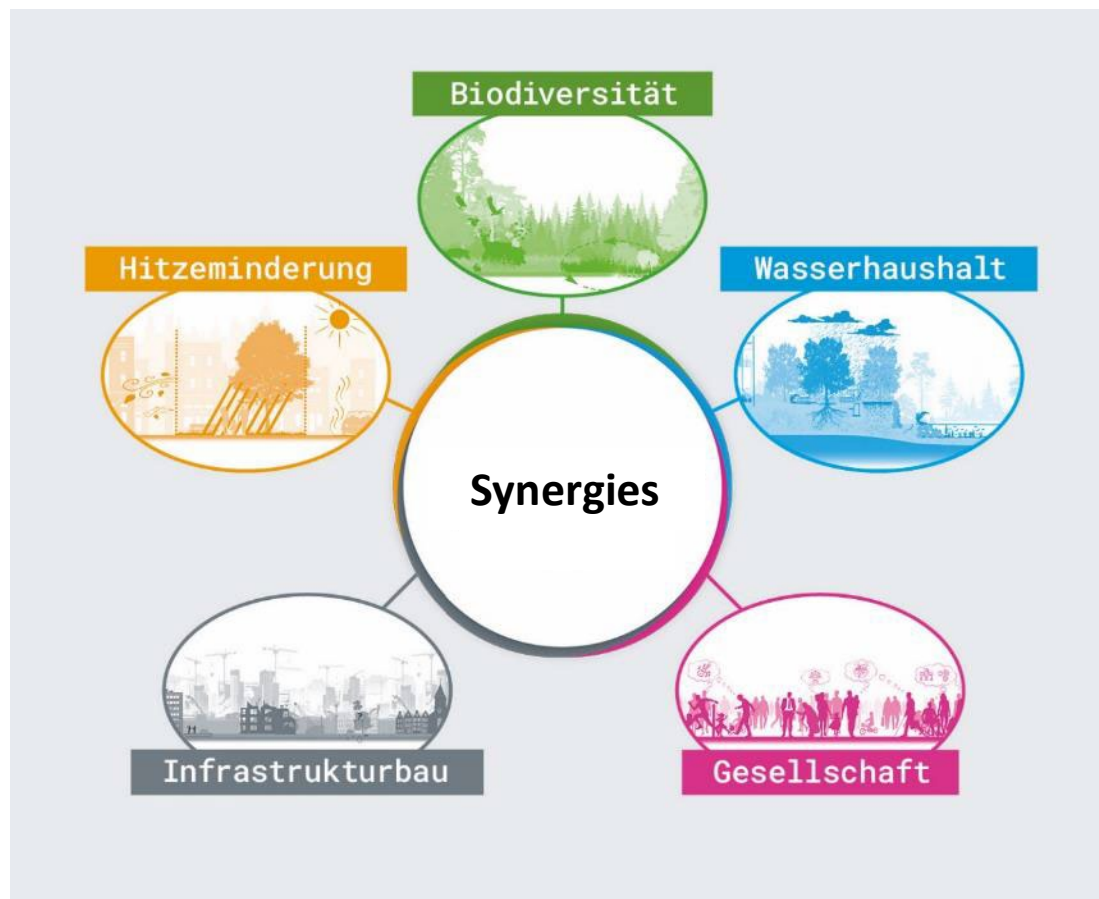 Biodiversität
Hitzeminderung
Wasserhaushalt
Synergies
Infrastrukturbau
Gesellschaft